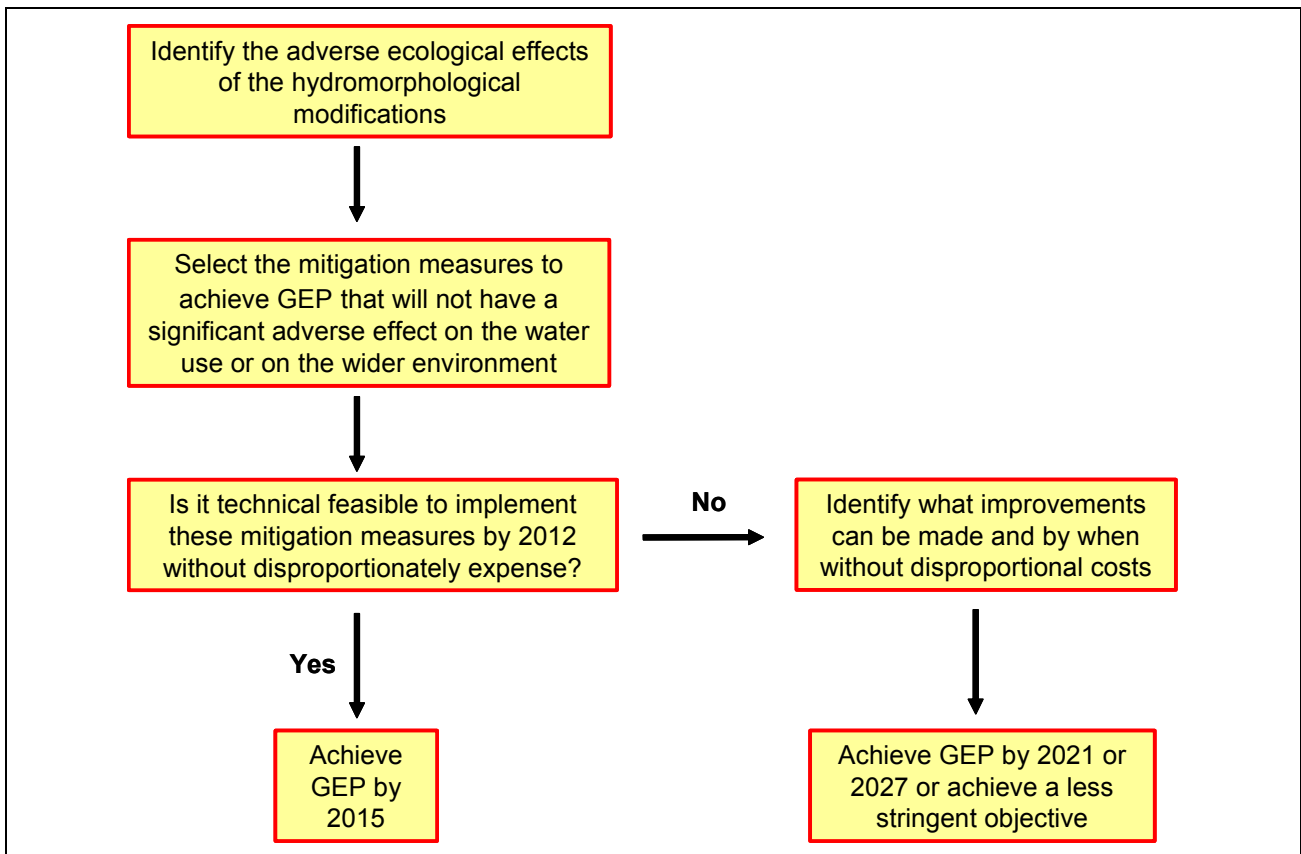 Identify the adverse ecological effects
of the hydromorphological
modifications
Select the mitigation measures to
achieve GEP that will not have a
significant adverse effect on the water
use or on the wider environment
Is it technical feasible to implement
these mitigation measures by 2012
without disproportionately expense?
No
Identify what improvements
can be made and by when
without disproportional costs
Yes
Achieve
GEP by
2015
Achieve GEP by 2021 or
2027 or achieve a less
stringent objective